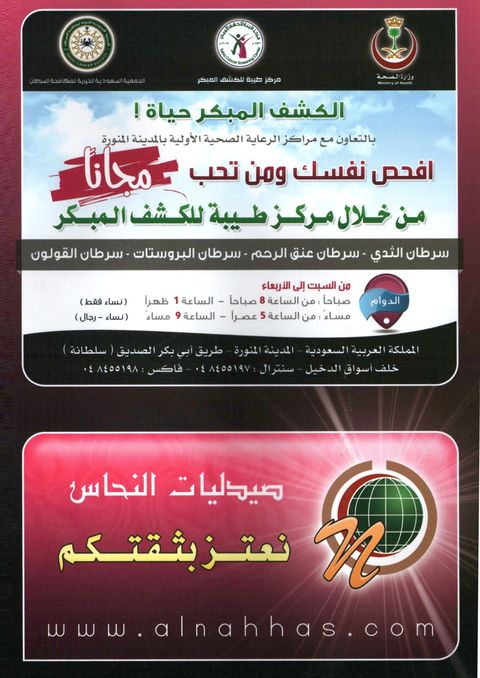 وزارة الصحة
Ministry of Health
مركز طيبة للكشف المبكر
الجمعية السعودية الخيرية لمكافحة السرطان
الكشف المبكر حياة !
بالتعاون مع مراكز الرعاية الصحية الأولية بالمدينة المنورة
افحص نفسك ومن تحب مجاناً
من خلال مركز طيبة للكشف المبكر
سرطان الثدي - سرطان عنق الرحم - سرطان البروستات - سرطان القولون
الدوام
من السبت إلى الأربعاء
صباحاً : من الساعة 8 صباحاً - الساعة 1 ظهراً ( نساء فقط )
مساءً : من الساعة 5 عصراً - الساعة 9 مساءً ( نساء - رجال )
المملكة العربية السعودية - المدينة المنورة - طريق أبي بكر الصديق ( سلطانة )
خلف أسواق الدخيل - سنترال : ٠٤ ٨٤٥٥١٩٧ - فاكس : ٠٤ ٨٤٥٥١٩٨
صيدليات النحاس
نعتز بثقتكم
www.alnahhas.com